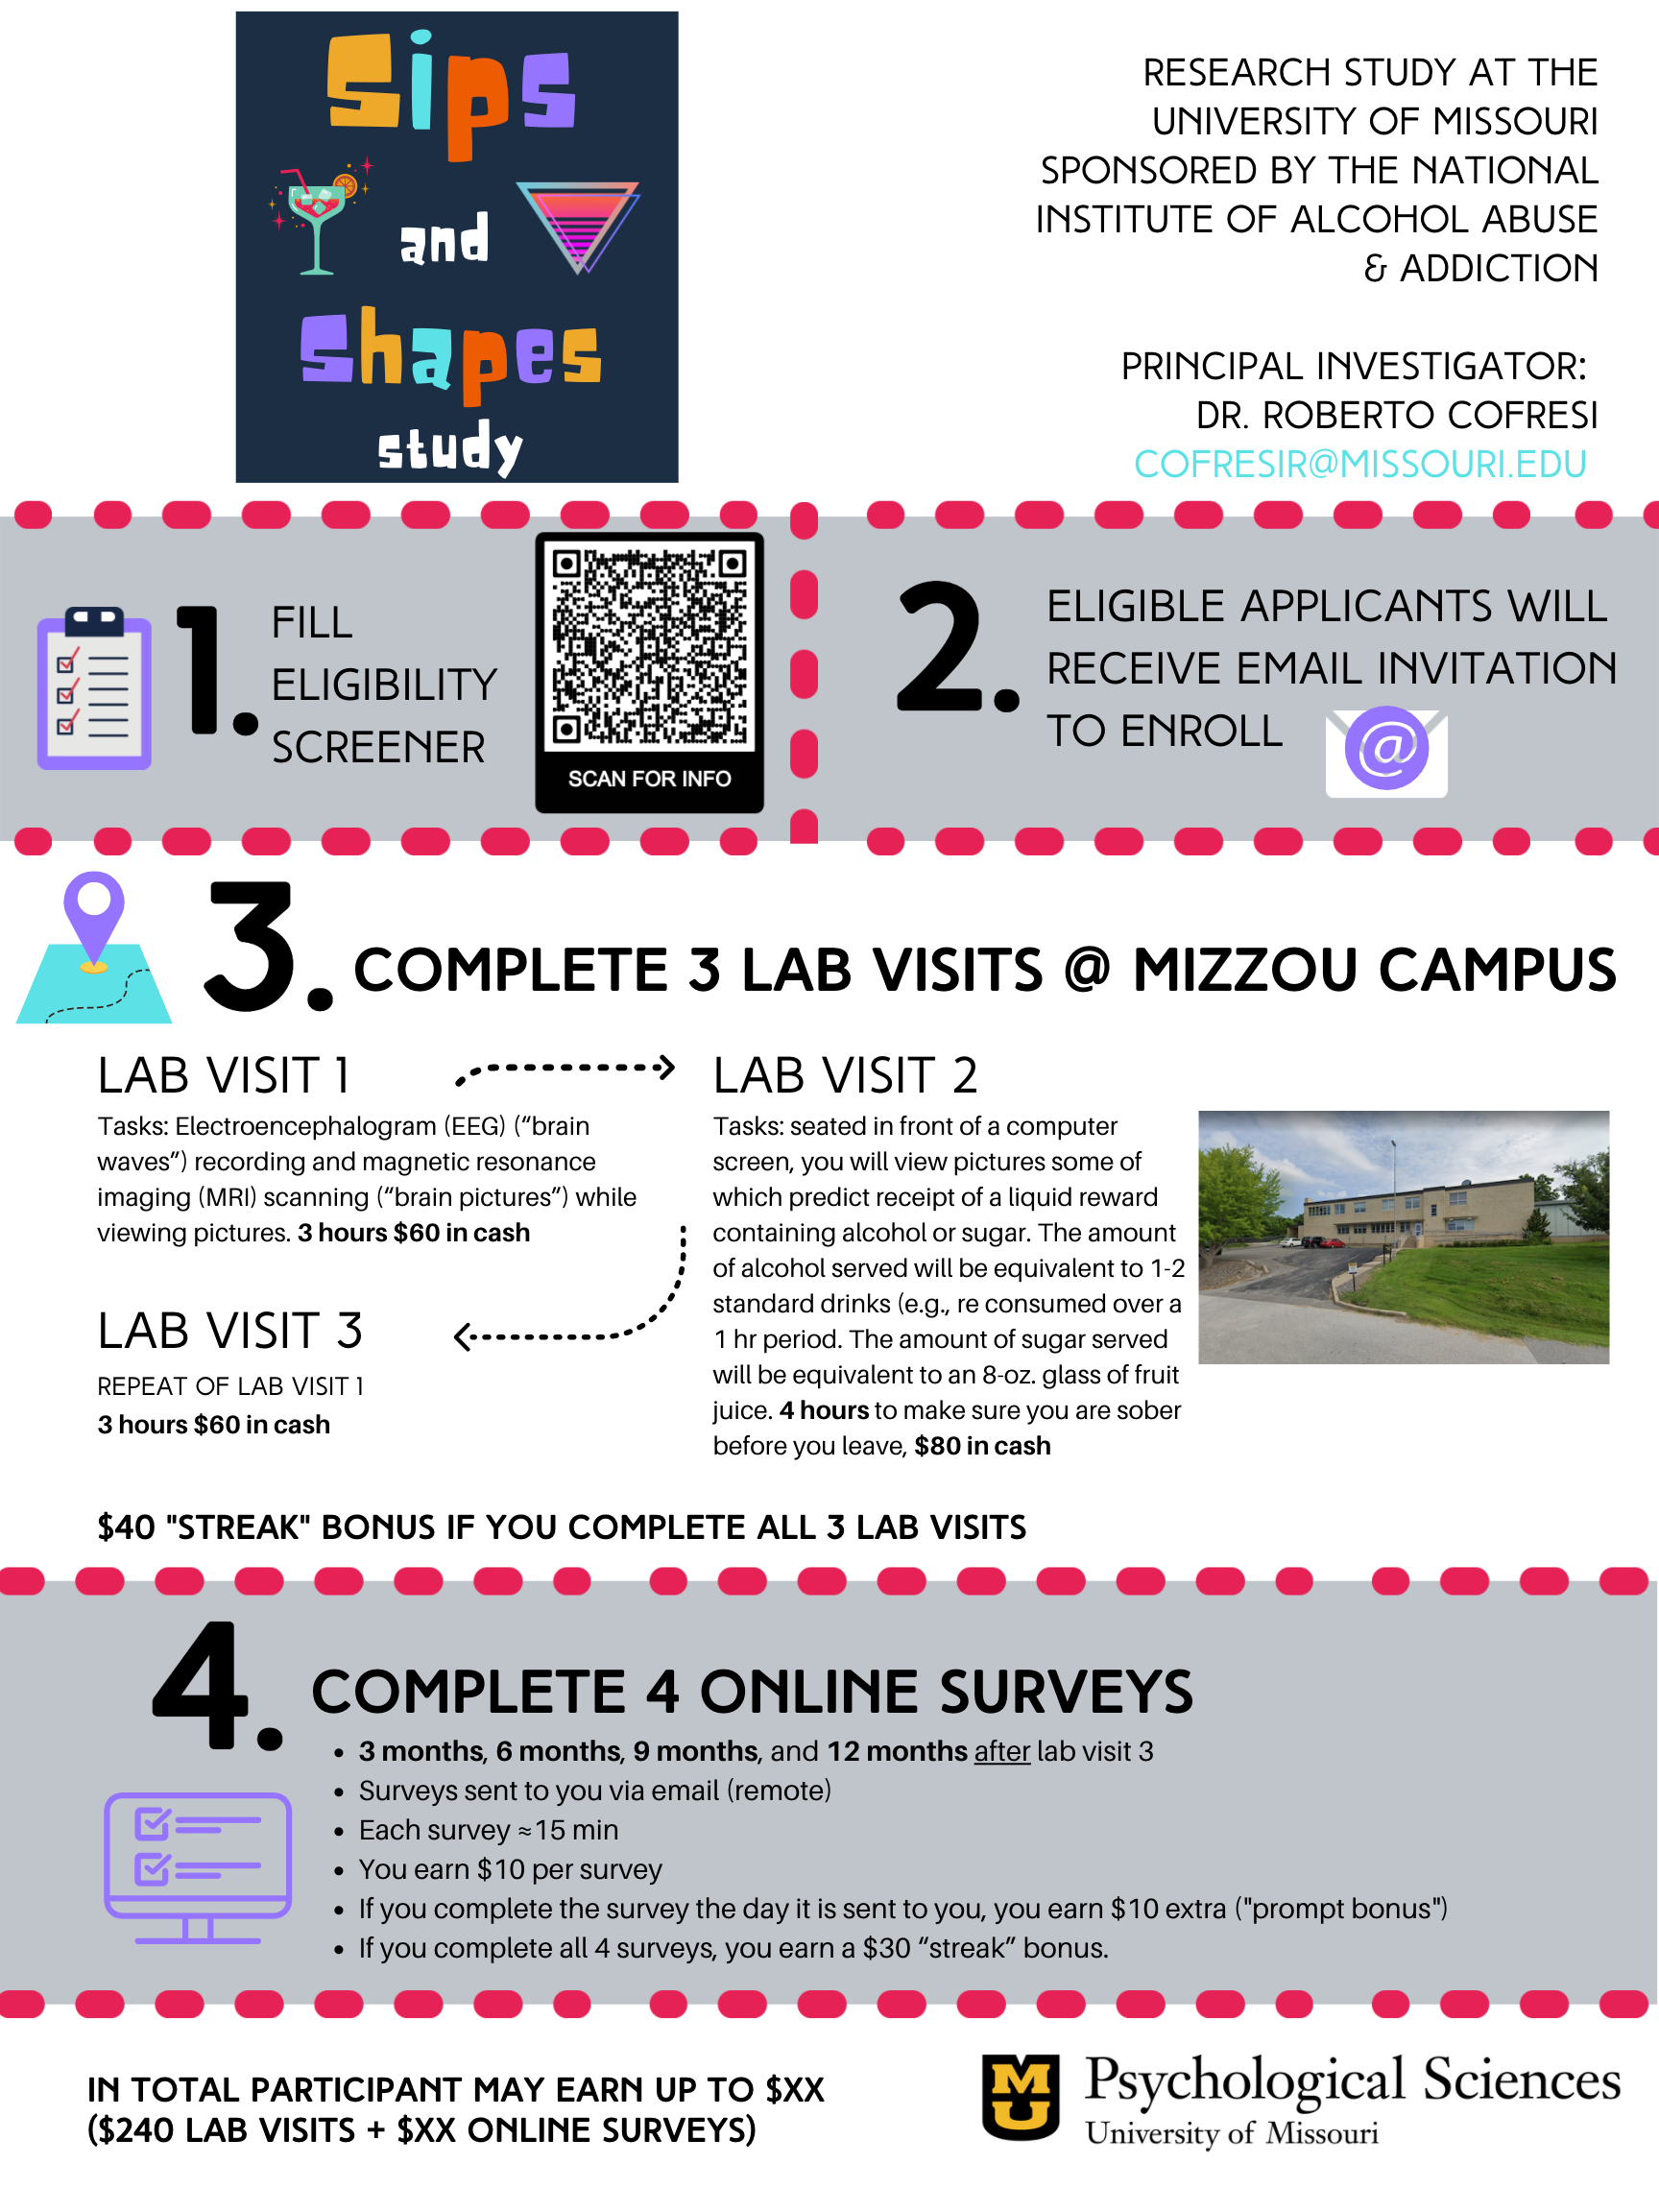 Sips
and
shapes
study
RESEARCH STUDY AT THE
UNIVERSITY OF MISSOURI
SPONSORED BY THE NATIONAL
INSTITUTE OF ALCOHOL ABUSE
& ADDICTION
PRINCIPAL INVESTIGATOR:
DR. ROBERTO COFRESI
COFRESIR@MISSOURI.EDU
1.
FILL
ELIGIBILITY
SCREENER
SCAN FOR INFO
2.
ELIGIBLE APPLICANTS WILL
RECEIVE EMAIL INVITATION
TO ENROLL
@
3. COMPLETE 3 LAB VISITS @ MIZZOU CAMPUS
LAB VISIT 1
Tasks: Electroencephalogram (EEG) (“brain
waves”) recording and magnetic resonance
imaging (MRI) scanning (“brain pictures”) while
viewing pictures. 3 hours $60 in cash
LAB VISIT 2
Tasks: seated in front of a computer
screen, you will view pictures some of
which predict receipt of a liquid reward
containing alcohol or sugar. The amount
of alcohol served will be equivalent to 1-2
standard drinks (e.g., re consumed over a
1 hr period. The amount of sugar served
will be equivalent to an 8-oz. glass of fruit
juice. 4 hours to make sure you are sober
before you leave, $80 in cash
LAB VISIT 3
REPEAT OF LAB VISIT 1
3 hours $60 in cash
$40 "STREAK" BONUS IF YOU COMPLETE ALL 3 LAB VISITS
4. COMPLETE 4 ONLINE SURVEYS
• 3 months, 6 months, 9 months, and 12 months after lab visit 3
• Surveys sent to you via email (remote)
• Each survey ≈15 min
• You earn $10 per survey
• If you complete the survey the day it is sent to you, you earn $10 extra ("prompt bonus")
• If you complete all 4 surveys, you earn a $30 “streak” bonus.
IN TOTAL PARTICIPANT MAY EARN UP TO $XX
($240 LAB VISITS + $XX ONLINE SURVEYS)
MU
Psychological Sciences
University of Missouri